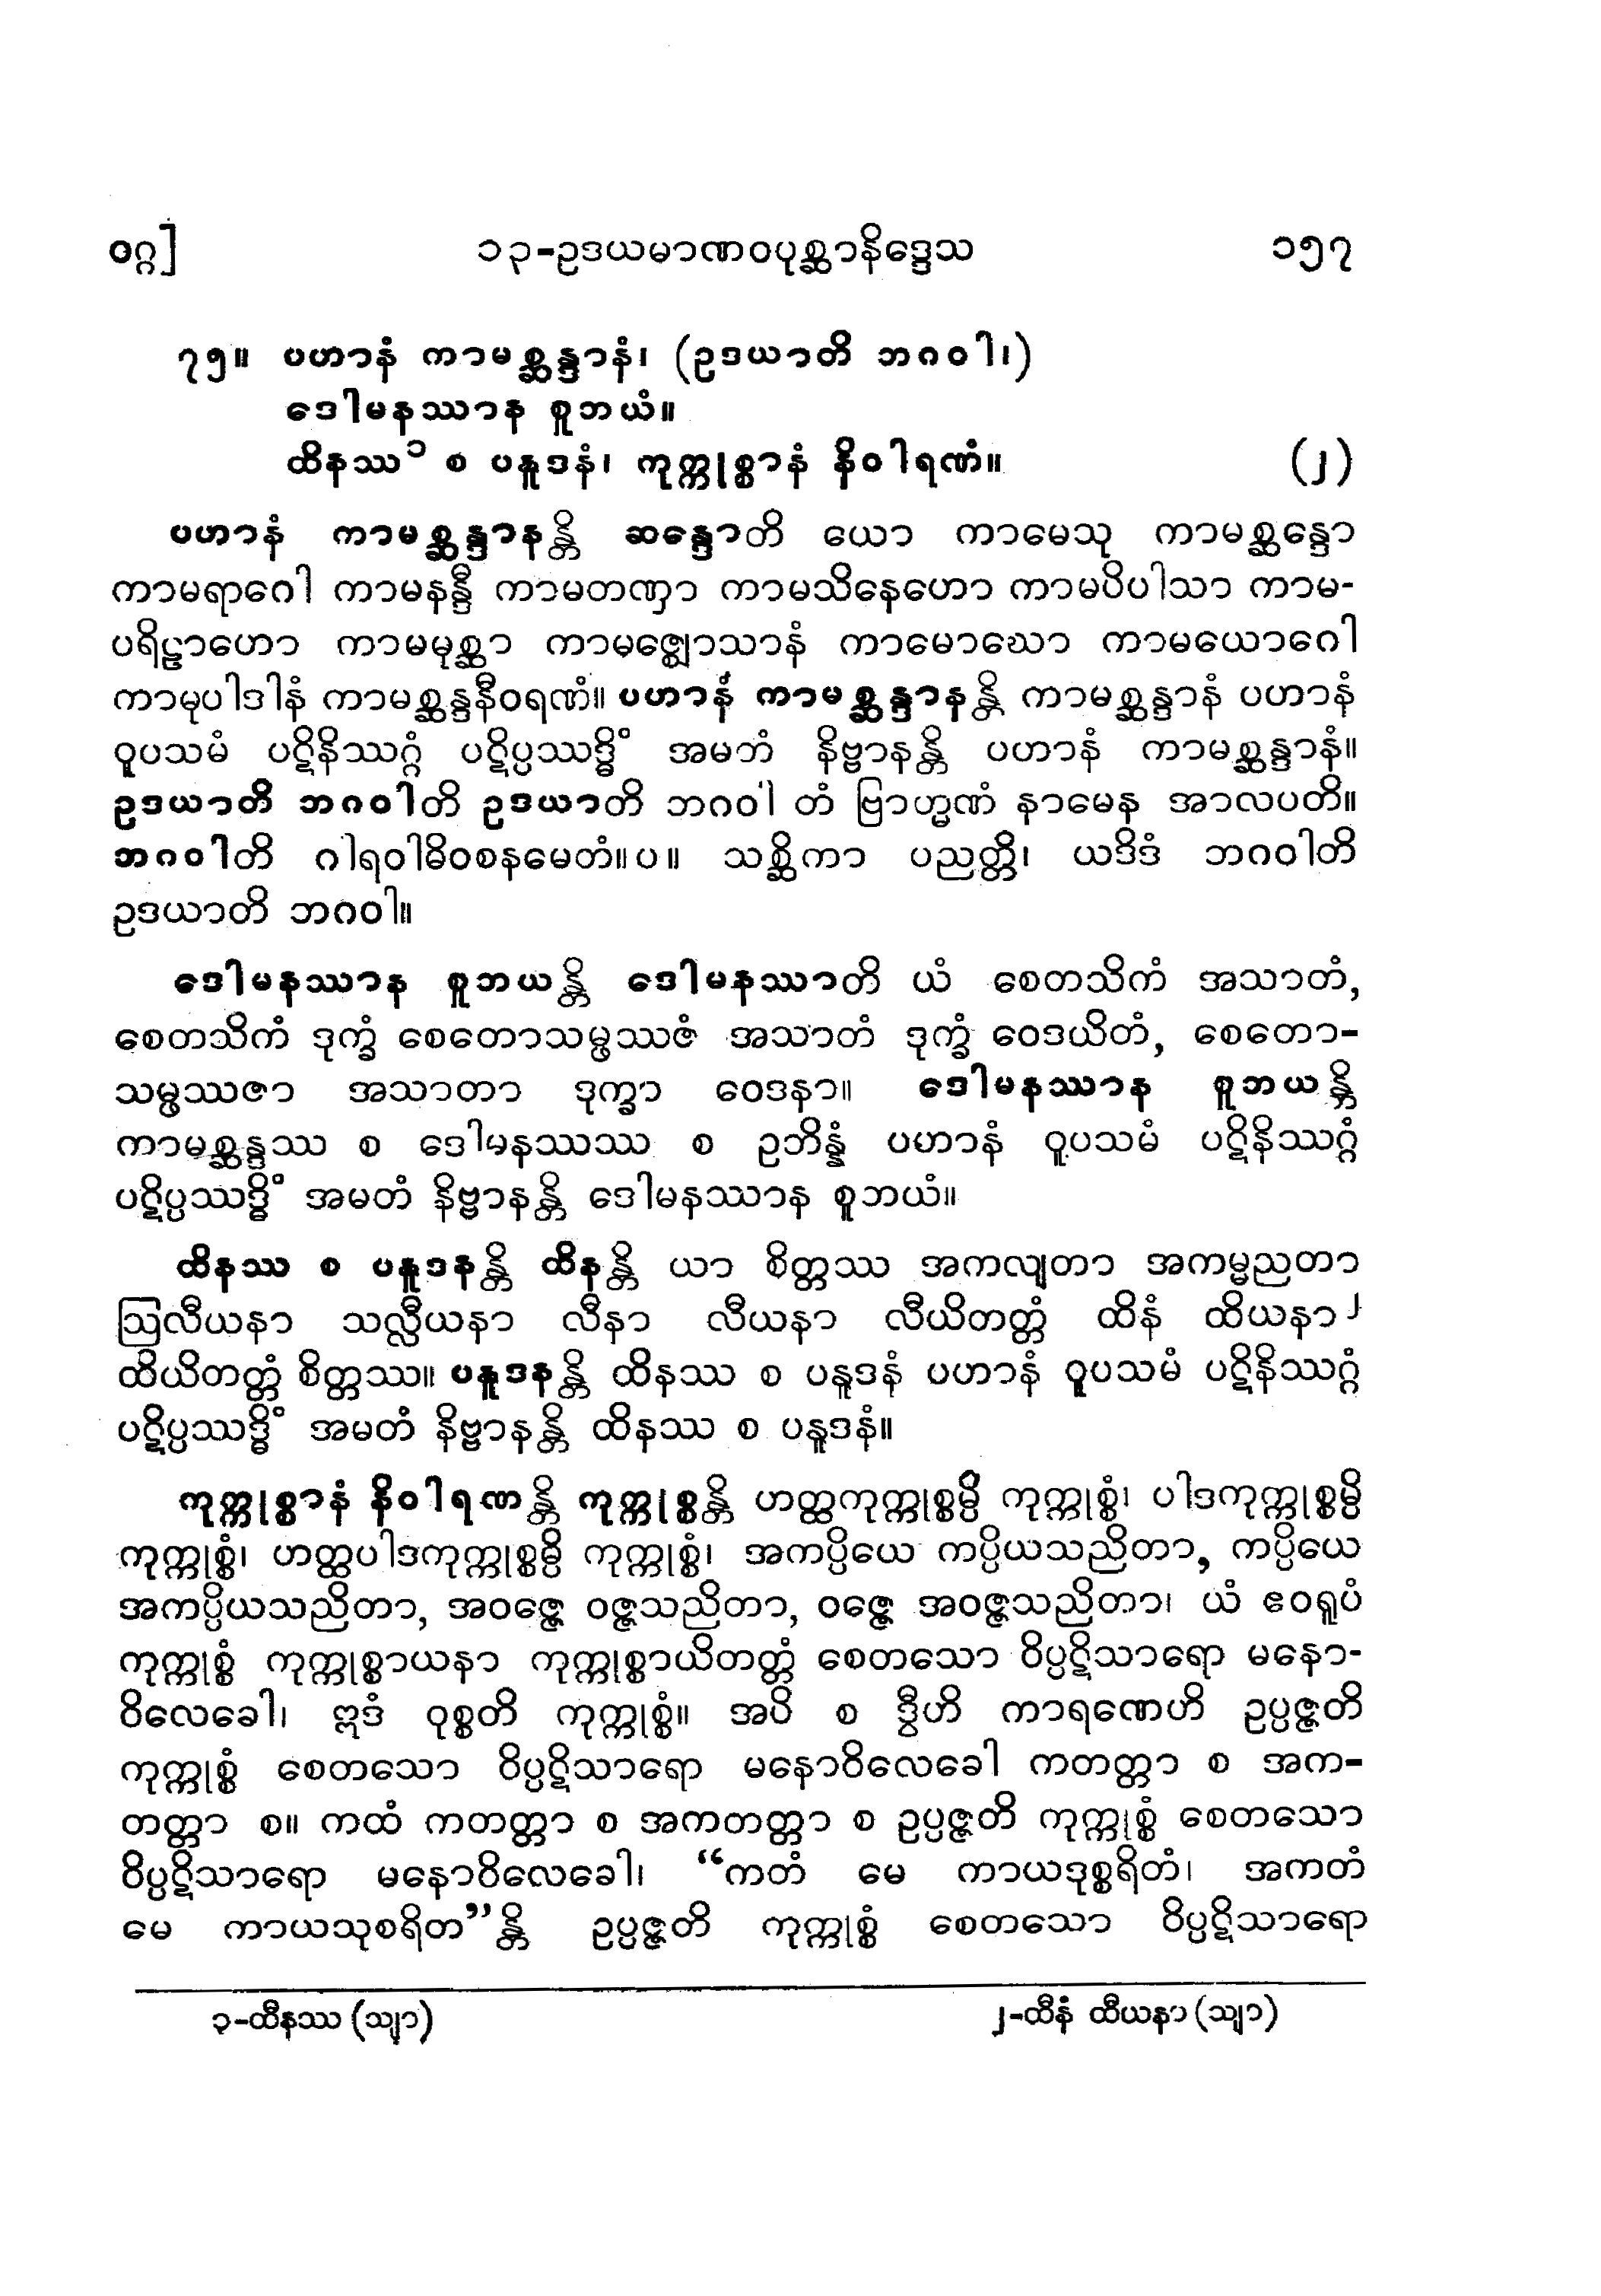 ဝဂ္ဂ] ၁၃-ဥဒယမာဏဝပုစ္ဆာနိဒ္ဒေသ ၁၅၇
၇၅။ ပဟာနံ ကာမစ္ဆန္ဒာနံ၊ (ဥဒယာတိ ဘဂဝါ၊)
ဒေါမနဿာန စူဘယံ။
ထိနဿ၁ စ ပနူဒနံ၊ ကုက္ကုစ္စာနံ နိဝါရဏံ။ (၂)
ပဟာနံ ကာမစ္ဆန္ဒာနန္တိ ဆန္ဒောတိ ယော ကာမေသု ကာမစ္ဆန္ဒော
ကာမရာဂေါ ကာမနန္ဒီ ကာမတဏှာ ကာမသိနေဟော ကာမပိပါသာ ကာမ-
ပရိဠာဟော ကာမမုစ္ဆာ ကာမဇ္ဈောသာနံ ကာမောဃော ကာမယောဂေါ
ကာမုပါဒါနံ ကာမစ္ဆန္ဒနီဝရဏံ။ ပဟာနံ ကာမစ္ဆန္ဒာနန္တိ ကာမစ္ဆန္ဒာနံ ပဟာနံ
ဝူပသမံ ပဋိနိဿဂ္ဂံ ပဋိပ္ပဿဒ္ဓိံ အမတံ နိဗ္ဗာနန္တိ ပဟာနံ ကာမစ္ဆန္ဒာနံ။
ဥဒယာတိ ဘဂဝါတိ ဥဒယာတိ ဘဂဝါ တံ ဗြာဟ္မဏံ နာမေန အာလပတိ။
ဘဂဝါတိ ဂါရဝါဓိဝစနမေတံ။ပ။ သစ္ဆိကာ ပညတ္တိ၊ ယဒိဒံ ဘဂဝါတိ
ဥဒယာတိ ဘဂဝါ။
ဒေါမနဿာန စူဘယန္တိ ဒေါမနဿာတိ ယံ စေတသိကံ အသာတံ,
စေတသိကံ ဒုက္ခံ စေတောသမ္ဖဿဇံ အသာတံ ဒုက္ခံ ဝေဒယိတံ, စေတော-
သမ္ဖဿဇာ အသာတာ ဒုက္ခာ ဝေဒနာ။ ဒေါမနဿာန စူဘယန္တိ
ကာမစ္ဆန္ဒဿ စ ဒေါမနဿဿ စ ဥဘိန္နံ ပဟာနံ ဝူပသမံ ပဋိနိဿဂ္ဂံ
ပဋိပ္ပဿဒ္ဓိံ အမတံ နိဗ္ဗာနန္တိ ဒေါမနဿာန စူဘယံ။
ထိနဿ စ ပနူဒနန္တိ ထိနန္တိ ယာ စိတ္တဿ အကလျတာ အကမ္မညတာ
ဩလီယနာ သလ္လီယနာ လီနာ လီယနာ လီယိတတ္တံ ထိနံ ထိယနာ၂
ထိယိတတ္တံ စိတ္တဿ။ ပနူဒနန္တိ ထိနဿ စ ပနူဒနံ ပဟာနံ ဝူပသမံ ပဋိနိဿဂ္ဂံ
ပဋိပ္ပဿဒ္ဓိံ အမတံ နိဗ္ဗာနန္တိ ထိနဿ စ ပနူဒနံ။
ကုက္ကုစ္စာနံ နိဝါရဏန္တိ ကုက္ကုစ္စန္တိ ဟတ္ထကုက္ကုစ္စမ္ပိ ကုက္ကုစ္စံ၊ ပါဒကုက္ကုစ္စမ္ပိ
ကုက္ကုစ္စံ၊ ဟတ္ထပါဒကုက္ကုစ္စမ္ပိ ကုက္ကုစ္စံ၊ အကပ္ပိယေ ကပ္ပိယသညိတာ, ကပ္ပိယေ
အကပ္ပိယသညိတာ, အဝဇ္ဇေ ဝဇ္ဇသညိတာ, ဝဇ္ဇေ အဝဇ္ဇသညိတာ၊ ယံ ဧဝရူပံ
ကုက္ကုစ္စံ ကုက္ကုစ္စာယနာ ကုက္ကုစ္စာယိတတ္တံ စေတသော ဝိပ္ပဋိသာရော မနော-
ဝိလေခေါ၊ ဣဒံ ဝုစ္စတိ ကုက္ကုစ္စံ။ အပိ စ ဒွီဟိ ကာရဏေဟိ ဥပ္ပဇ္ဇတိ
ကုက္ကုစ္စံ စေတသော ဝိပ္ပဋိသာရော မနောဝိလေခေါ ကတတ္တာ စ အက-
တတ္တာ စ။ ကထံ ကတတ္တာ စ အကတတ္တာ စ ဥပ္ပဇ္ဇတိ ကုက္ကုစ္စံ စေတသော
ဝိပ္ပဋိသာရော မနောဝိလေခေါ၊ “ကတံ မေ ကာယဒုစ္စရိတံ၊ အကတံ
မေ ကာယသုစရိတ”န္တိ ဥပ္ပဇ္ဇတိ ကုက္ကုစ္စံ စေတသော ဝိပ္ပဋိသာရော
၁-ထီနဿ (သျာ) ၂-ထီနံ ထီယနာ (သျာ)